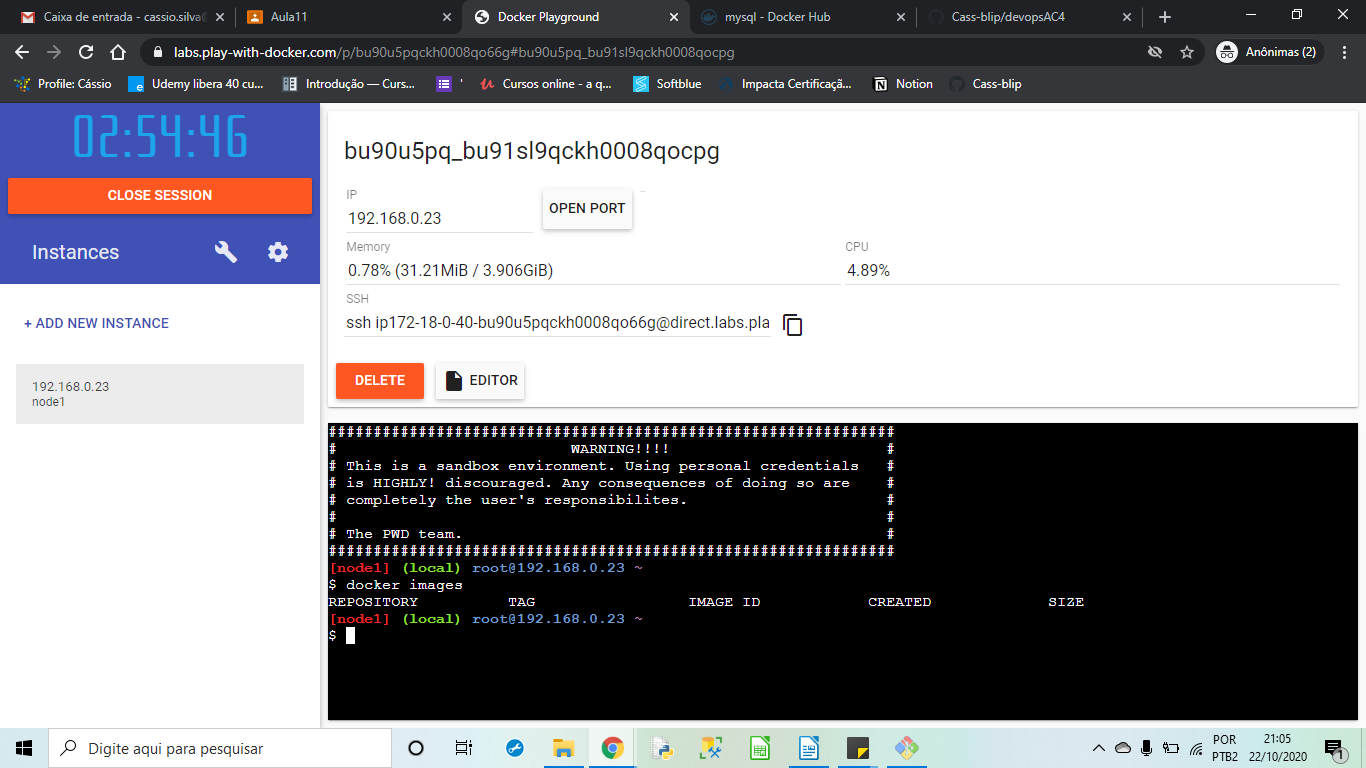 Caixa de entrada - cassio.silva@
Aula11
Docker Playground
mysql - Docker Hub
Cass-blip/devopsAC4
labs.play-with-docker.com/p/bu90u5pqckh0008qo66g#bu90u5pq_bu91sl9qckh0008qocpg
Anônimas (2)
Profile: Cássio
Udemy libera 40 cu...
Introdução — Curs...
'
Cursos online - a q...
Softblue
Impacta Certificaçã...
Notion
Cass-blip
02:54:46
CLOSE SESSION
Instances
+ ADD NEW INSTANCE
192.168.0.23
node1
bu90u5pq_bu91sl9qckh0008qocpg
IP
192.168.0.23
OPEN PORT
Memory
0.78% (31.21MiB / 3.906GiB)
CPU
4.89%
SSH
ssh ip172-18-0-40-bu90u5pqckh0008qo66g@direct.labs.pla
DELETE
EDITOR
###############################################################
#                          WARNING!!!!                        #
# This is a sandbox environment. Using personal credentials   #
# is HIGHLY! discouraged. Any consequences of doing so are    #
# completely the user's responsibilites.                      #
#                                                             #
# The PWD team.                                               #
###############################################################
[node1] (local) root@192.168.0.23 ~
$ docker images
REPOSITORY          TAG                 IMAGE ID            CREATED             SIZE
[node1] (local) root@192.168.0.23 ~
$
Digite aqui para pesquisar
POR
PTB2
21:05
22/10/2020
1